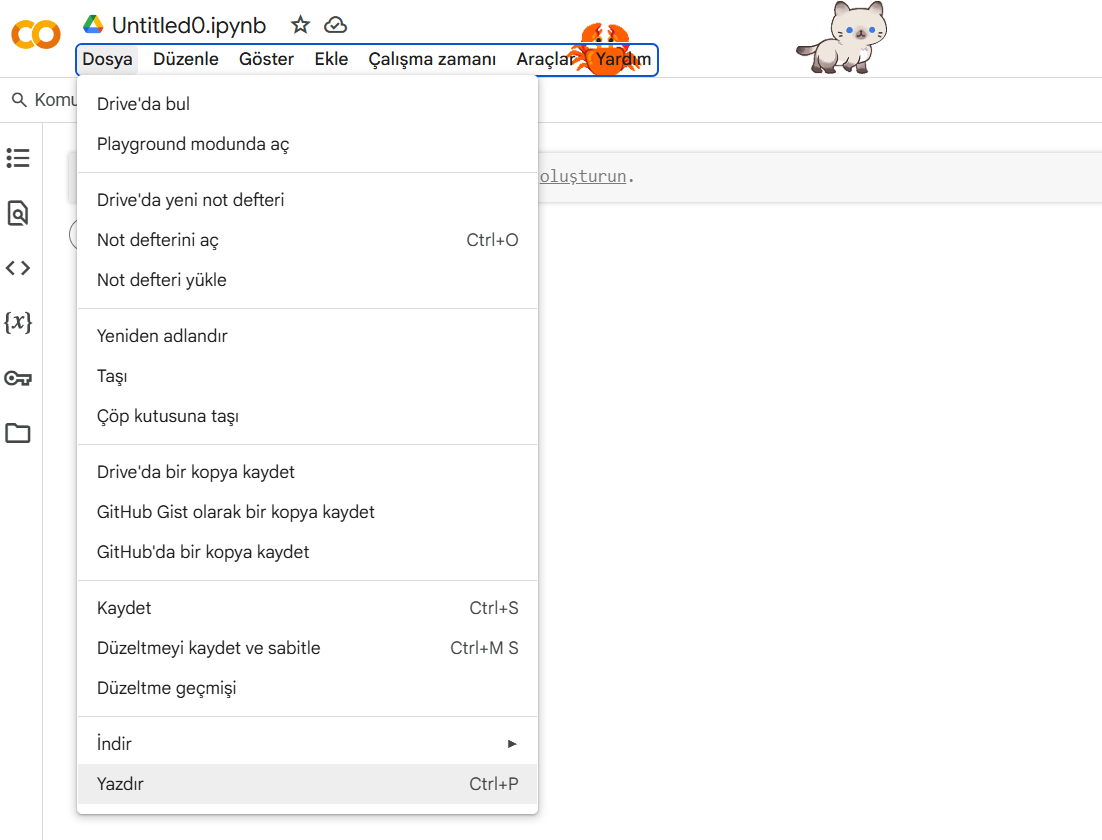 CO Untitled0.ipynb
Dosya Düzenle Göster Ekle Çalışma zamanı Araçlar Yardım
Komu
oluşturun.
Drive'da bul
Playground modunda aç
Drive'da yeni not defteri
Not defterini aç Ctrl+O
Not defteri yükle
Yeniden adlandır
Taşı
Çöp kutusuna taşı
Drive'da bir kopya kaydet
GitHub Gist olarak bir kopya kaydet
GitHub'da bir kopya kaydet
Kaydet Ctrl+S
Düzeltmeyi kaydet ve sabitle Ctrl+M S
Düzeltme geçmişi
İndir
Yazdır Ctrl+P
{x}